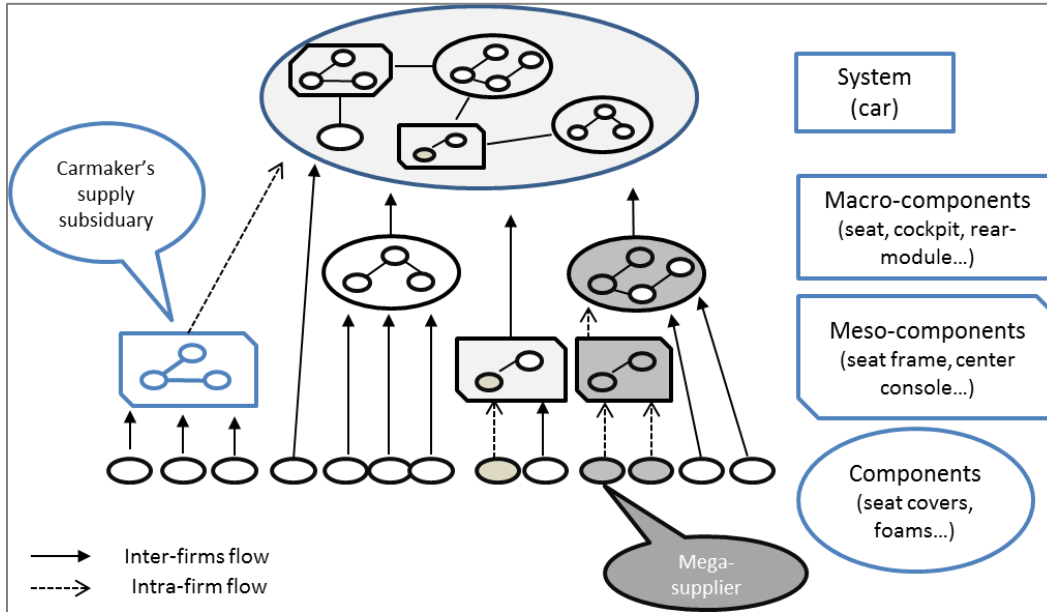 System
(car)
Carmaker's
supply
subsiduary
Macro-components
(seat, cockpit, rear-
module...)
Meso-components
(seat frame, center
console...)
Components
(seat covers,
foams...)
Inter-firms flow
Intra-firm flow
Mega-
supplier